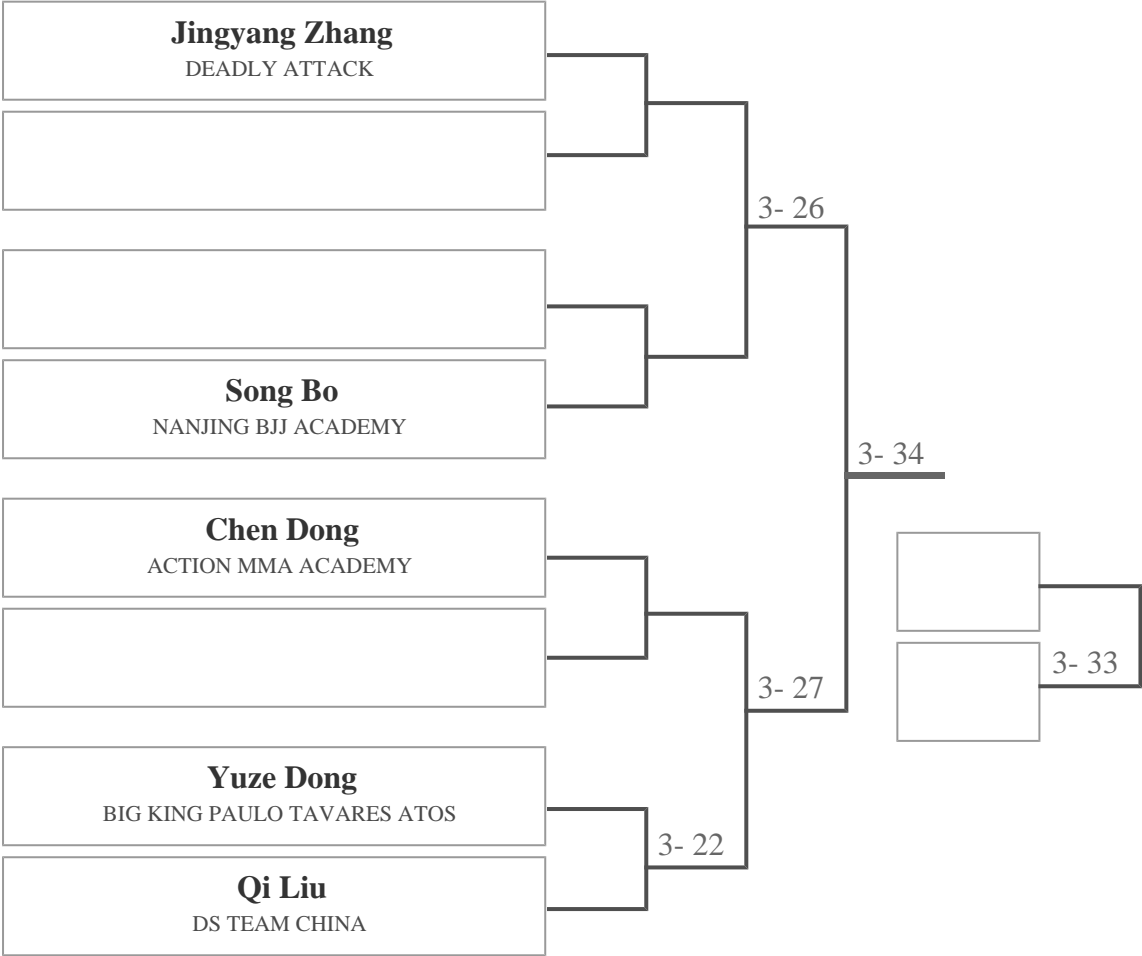 Jingyang Zhang
DEADLY ATTACK
3- 26
Song Bo
NANJING BJJ ACADEMY
3- 34
Chen Dong
ACTION MMA ACADEMY
3- 33
3- 27
Yuze Dong
BIG KING PAULO TAVARES ATOS
3- 22
Qi Liu
DS TEAM CHINA